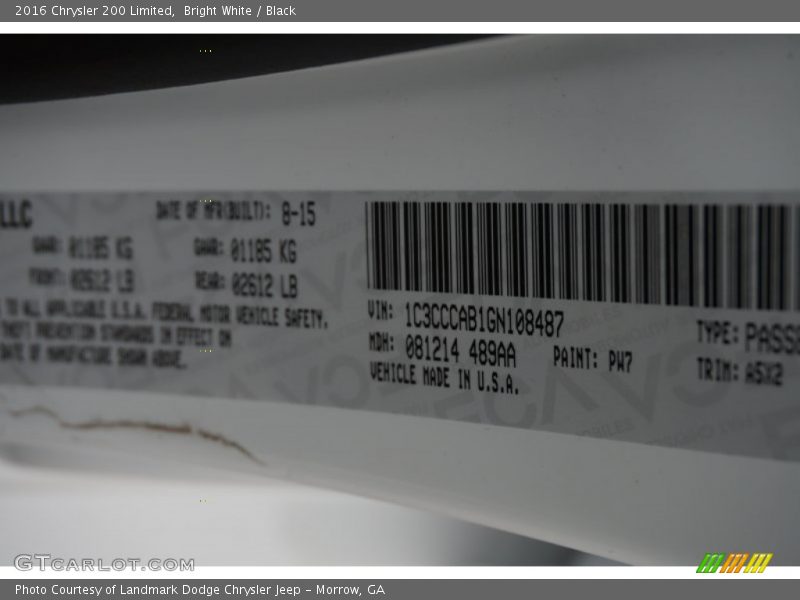 2016 Chrysler 200 Limited,  Bright White / Black
LLC
DATE OF MFR(BUILT): 8-15
GAWR: 01185 KG GAWR: 01185 KG
FRONT: 02612 LB REAR: 02612 LB
TO ALL APPLICABLE U.S.A. FEDERAL MOTOR VEHICLE SAFETY,
THEFT PREVENTION STANDARDS IN EFFECT ON
DATE OF MANUFACTURE SHOWN ABOVE.
VIN: 1C3CCCAB1GN108487 TYPE: PASSE
MDH: 081214 489AA PAINT: PW7 TRIM: A5X2
VEHICLE MADE IN U.S.A.
GTCARLOT.COM
Photo Courtesy of Landmark Dodge Chrysler Jeep – Morrow, GA